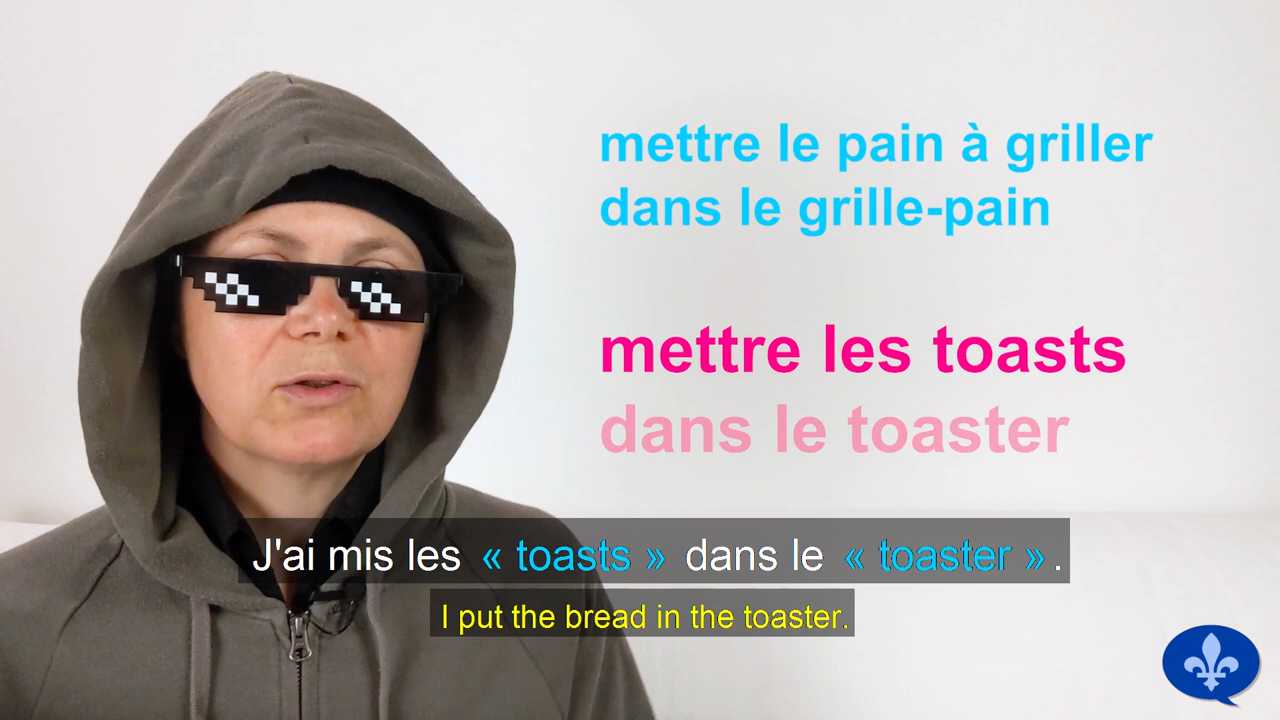 mettre le pain à griller
dans le grille-pain
mettre les toasts
dans le toaster
J'ai mis les « toasts » dans le « toaster ».
I put the bread in the toaster.